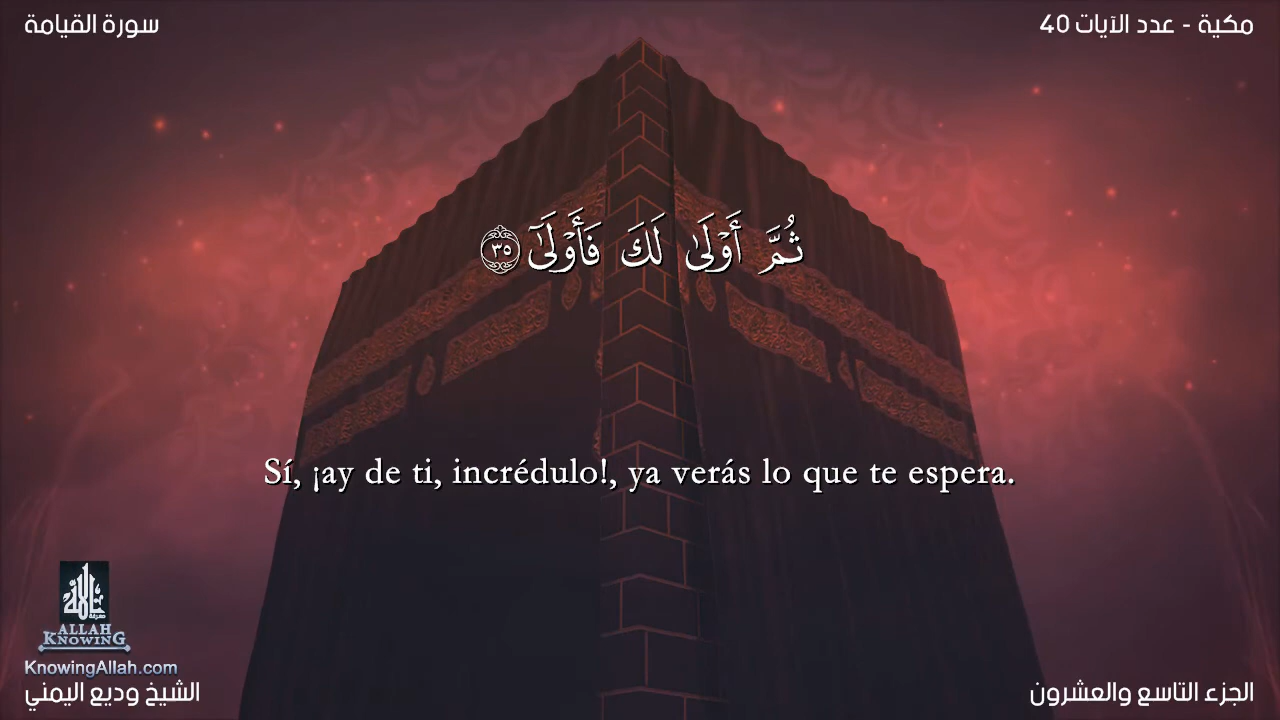 سورة القيامة
مكية - عدد الآيات 40
ثُمَّ أَوْلَىٰ لَكَ فَأَوْلَىٰٓ ٣٥
Sí, ¡ay de ti, incrédulo!, ya verás lo que te espera.
ALLAH
KNOWING
KnowingAllah.com
الشيخ وديع اليمني
الجزء التاسع والعشرون